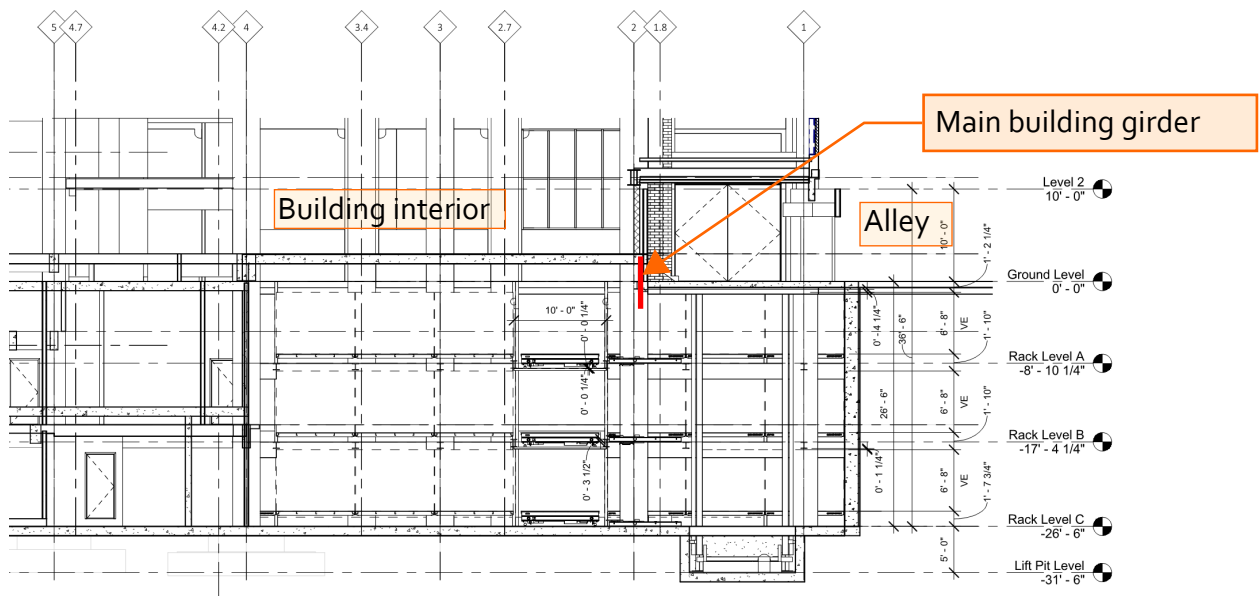 5
4.7
4.2
4
3.4
3
2.7
2
1.8
1
Main building girder
Building interior
Alley
Level 2
10' - 0"
Ground Level
0' - 0"
Rack Level A
-8' - 10 1/4"
Rack Level B
-17' - 4 1/4"
Rack Level C
-26' - 6"
Lift Pit Level
-31' - 6"
10' - 0"
0' - 0 1/4"
0' - 0 1/4"
0' - 3 1/2"
10' - 0"
1' - 2 1/4"
0' - 4 1/4"
36' - 6"
6' - 8"
VE
1' - 10"
26' - 6"
6' - 8"
VE
1' - 10"
0' - 1 1/4"
6' - 8"
VE
1' - 7 3/4"
5' - 0"